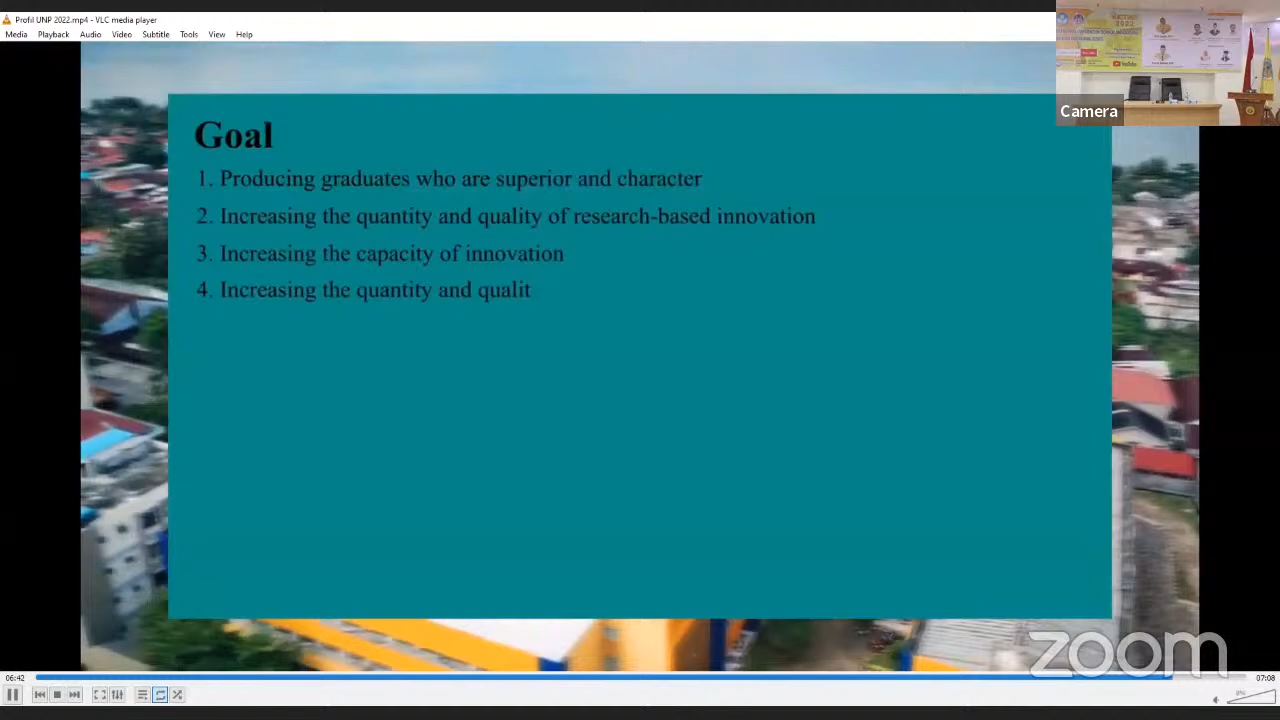 Profil UNP 2022.mp4 - VLC media player
Media Playback Audio Video Subtitle Tools View Help
Camera
Goal
1. Producing graduates who are superior and character
2. Increasing the quantity and quality of research-based innovation
3. Increasing the capacity of innovation
4. Increasing the quantity and qualit
zoom
06:42
07:08
0%